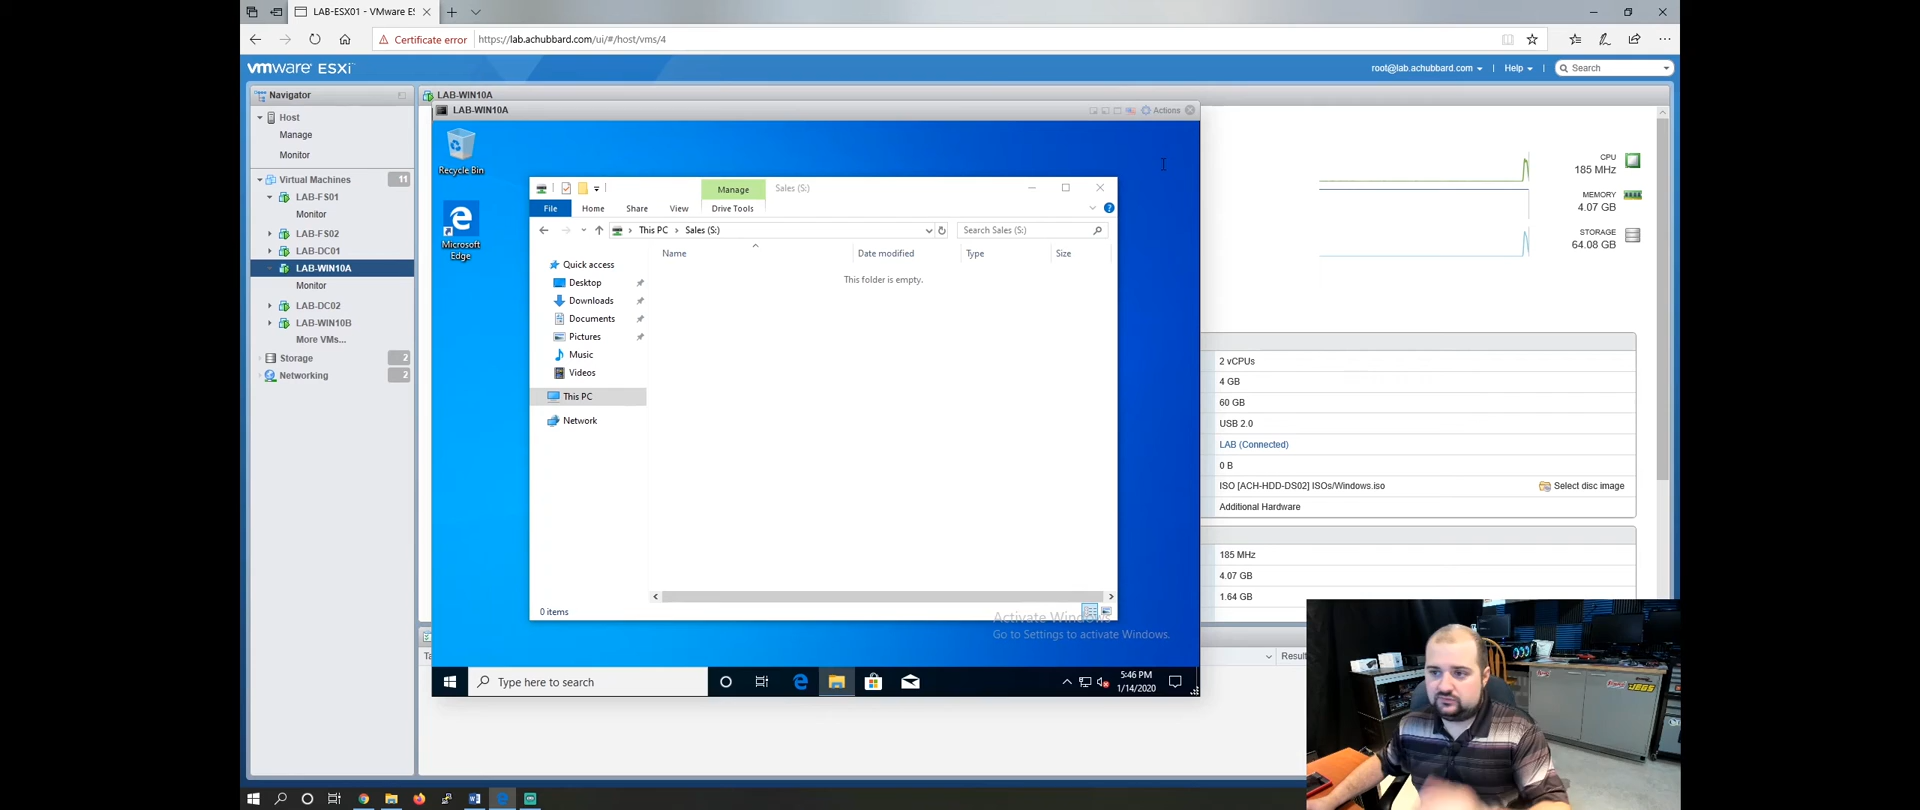 LAB-ESX01 - VMware ES
Certificate error
https://lab.achubbard.com/ui/#/host/vms/4
vmware ESXi
root@lab.achubbard.com
Help
Search
Navigator
Host
Manage
Monitor
Virtual Machines
11
LAB-FS01
Monitor
LAB-FS02
LAB-DC01
LAB-WIN10A
Monitor
LAB-DC02
LAB-WIN10B
More VMs...
Storage
2
Networking
2
LAB-WIN10A
LAB-WIN10A
Actions
Recycle Bin
Microsoft
Edge
Manage
Sales (S:)
File
Home
Share
View
Drive Tools
This PC
Sales (S:)
Search Sales (S:)
Name
Date modified
Type
Size
This folder is empty.
Quick access
Desktop
Downloads
Documents
Pictures
Music
Videos
This PC
Network
0 items
Activate Windows
Go to Settings to activate Windows.
Type here to search
5:46 PM
1/14/2020
CPU
185 MHz
MEMORY
4.07 GB
STORAGE
64.08 GB
2 vCPUs
4 GB
60 GB
USB 2.0
LAB (Connected)
0 B
ISO [ACH-HDD-DS02] ISOs/Windows.iso
Select disc image
Additional Hardware
185 MHz
4.07 GB
1.64 GB
Ta
Result
JEGS